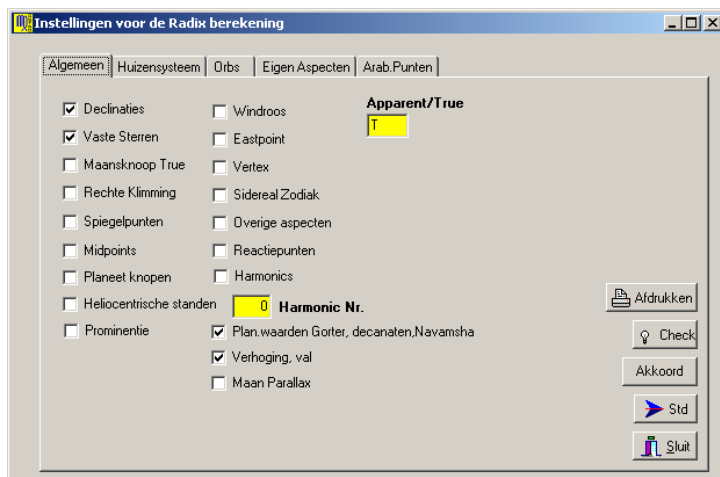 Instellingen voor de Radix berekening
Algemeen Huizensysteem Orbs Eigen Aspecten Arab.Punten
Declinaties
Vaste Sterren
Maansknoop True
Rechte Klimming
Spiegelpunten
Midpoints
Planeet knopen
Heliocentrische standen
Prominentie
Windroos
Eastpoint
Vertex
Sidereal Zodiak
Overige aspecten
Reactiepunten
Harmonics
0 Harmonic Nr.
Plan.waarden Gorter, decanaten,Navamsha
Verhoging, val
Maan Parallax
Apparent/True
T
Afdrukken
Check
Akkoord
Std
Sluit